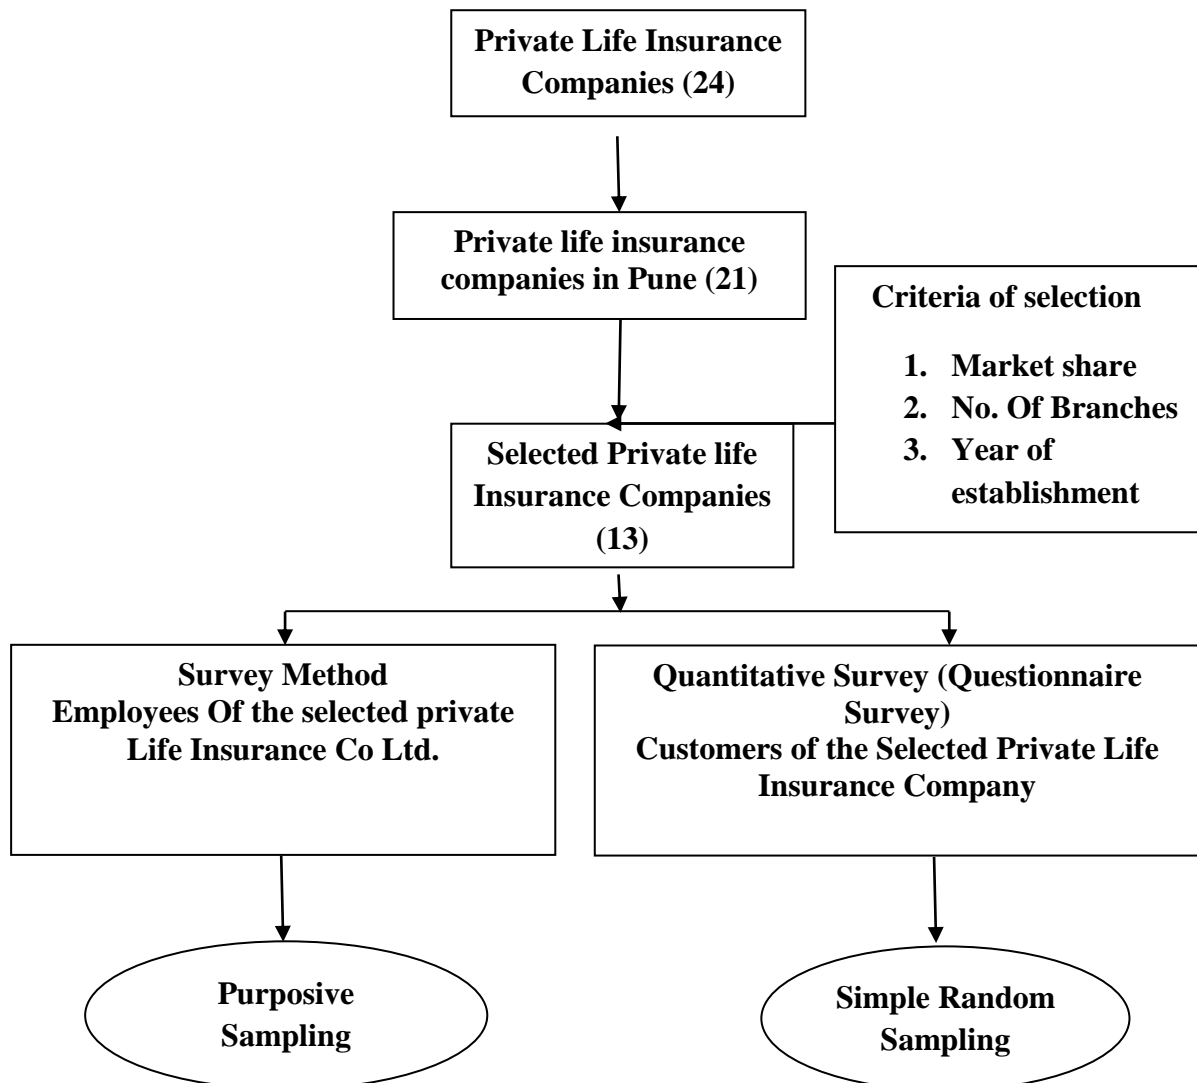 Private Life Insurance
Companies (24)
Private life insurance
companies in Pune (21)
Criteria of selection
1. Market share
2. No. Of Branches
3. Year of
establishment
Selected Private life
Insurance Companies
(13)
Survey Method
Employees Of the selected private
Life Insurance Co Ltd.
Quantitative Survey (Questionnaire
Survey)
Customers of the Selected Private Life
Insurance Company
Purposive
Sampling
Simple Random
Sampling